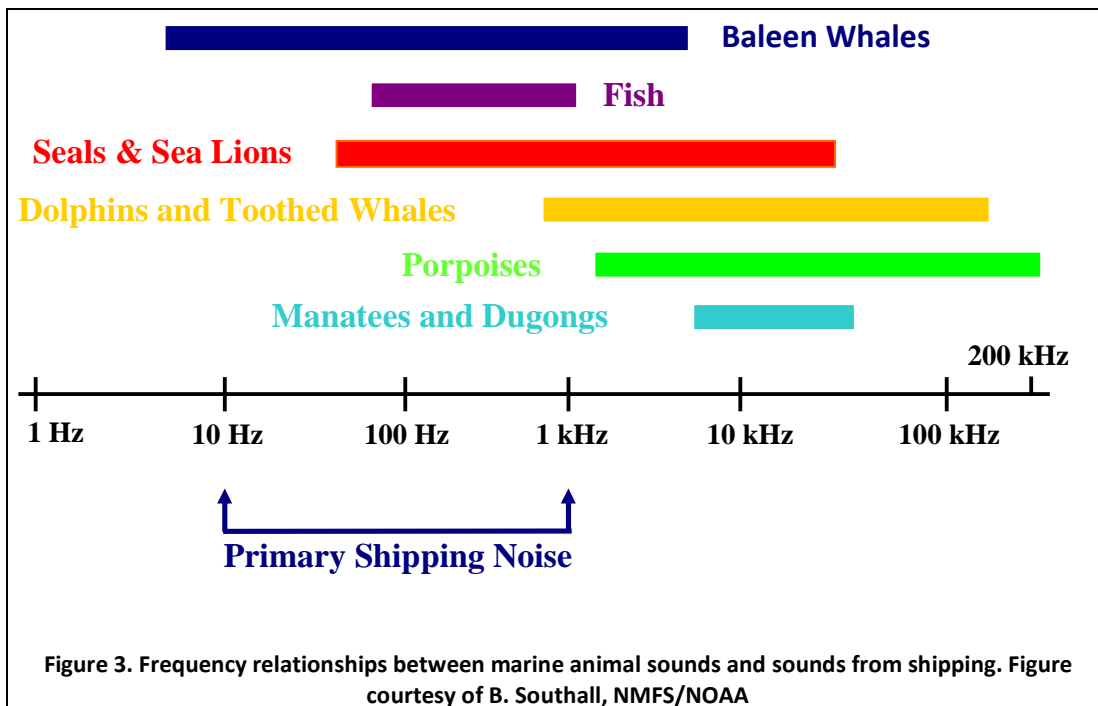 Baleen Whales
Fish
Seals & Sea Lions
Dolphins and Toothed Whales
Porpoises
Manatees and Dugongs
200 kHz
1 Hz 10 Hz 100 Hz 1 kHz 10 kHz 100 kHz
Primary Shipping Noise
Figure 3. Frequency relationships between marine animal sounds and sounds from shipping. Figure
courtesy of B. Southall, NMFS/NOAA